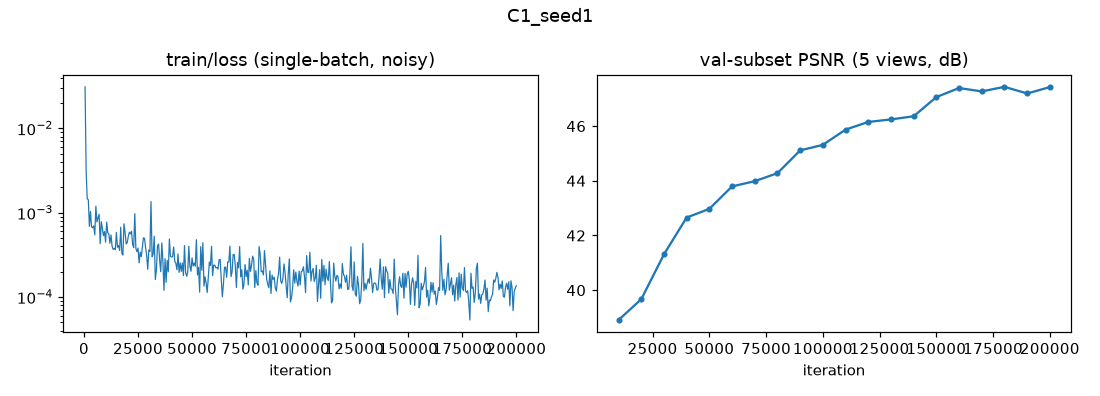 C1_seed1
train/loss (single-batch, noisy)
val-subset PSNR (5 views, dB)
10⁻²
10⁻³
10⁻⁴
0 25000 50000 75000 100000 125000 150000 175000 200000
iteration
46
44
42
40
25000 50000 75000 100000 125000 150000 175000 200000
iteration